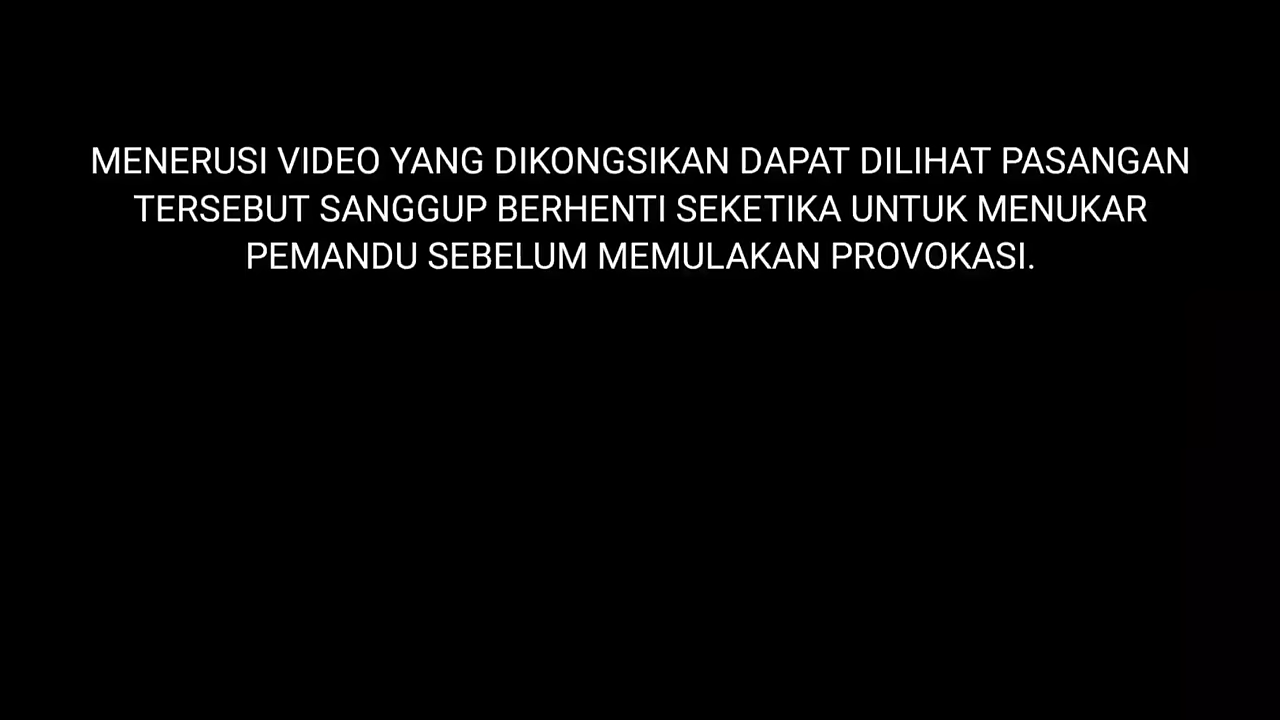 MENERUSI VIDEO YANG DIKONGSIKAN DAPAT DILIHAT PASANGAN
TERSEBUT SANGGUP BERHENTI SEKETIKA UNTUK MENUKAR
PEMANDU SEBELUM MEMULAKAN PROVOKASI.